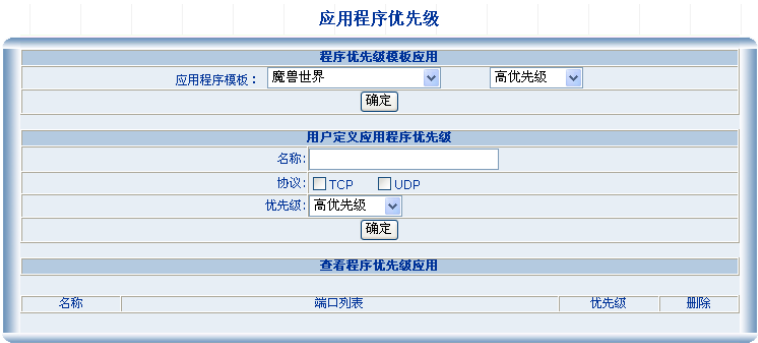 应用程序优先级
程序优先级模板应用
应用程序模板： 魔兽世界 高优先级
确定
用户定义应用程序优先级
名称:
协议: TCP UDP
优先级: 高优先级
确定
查看程序优先级应用
名称 端口列表 优先级 删除